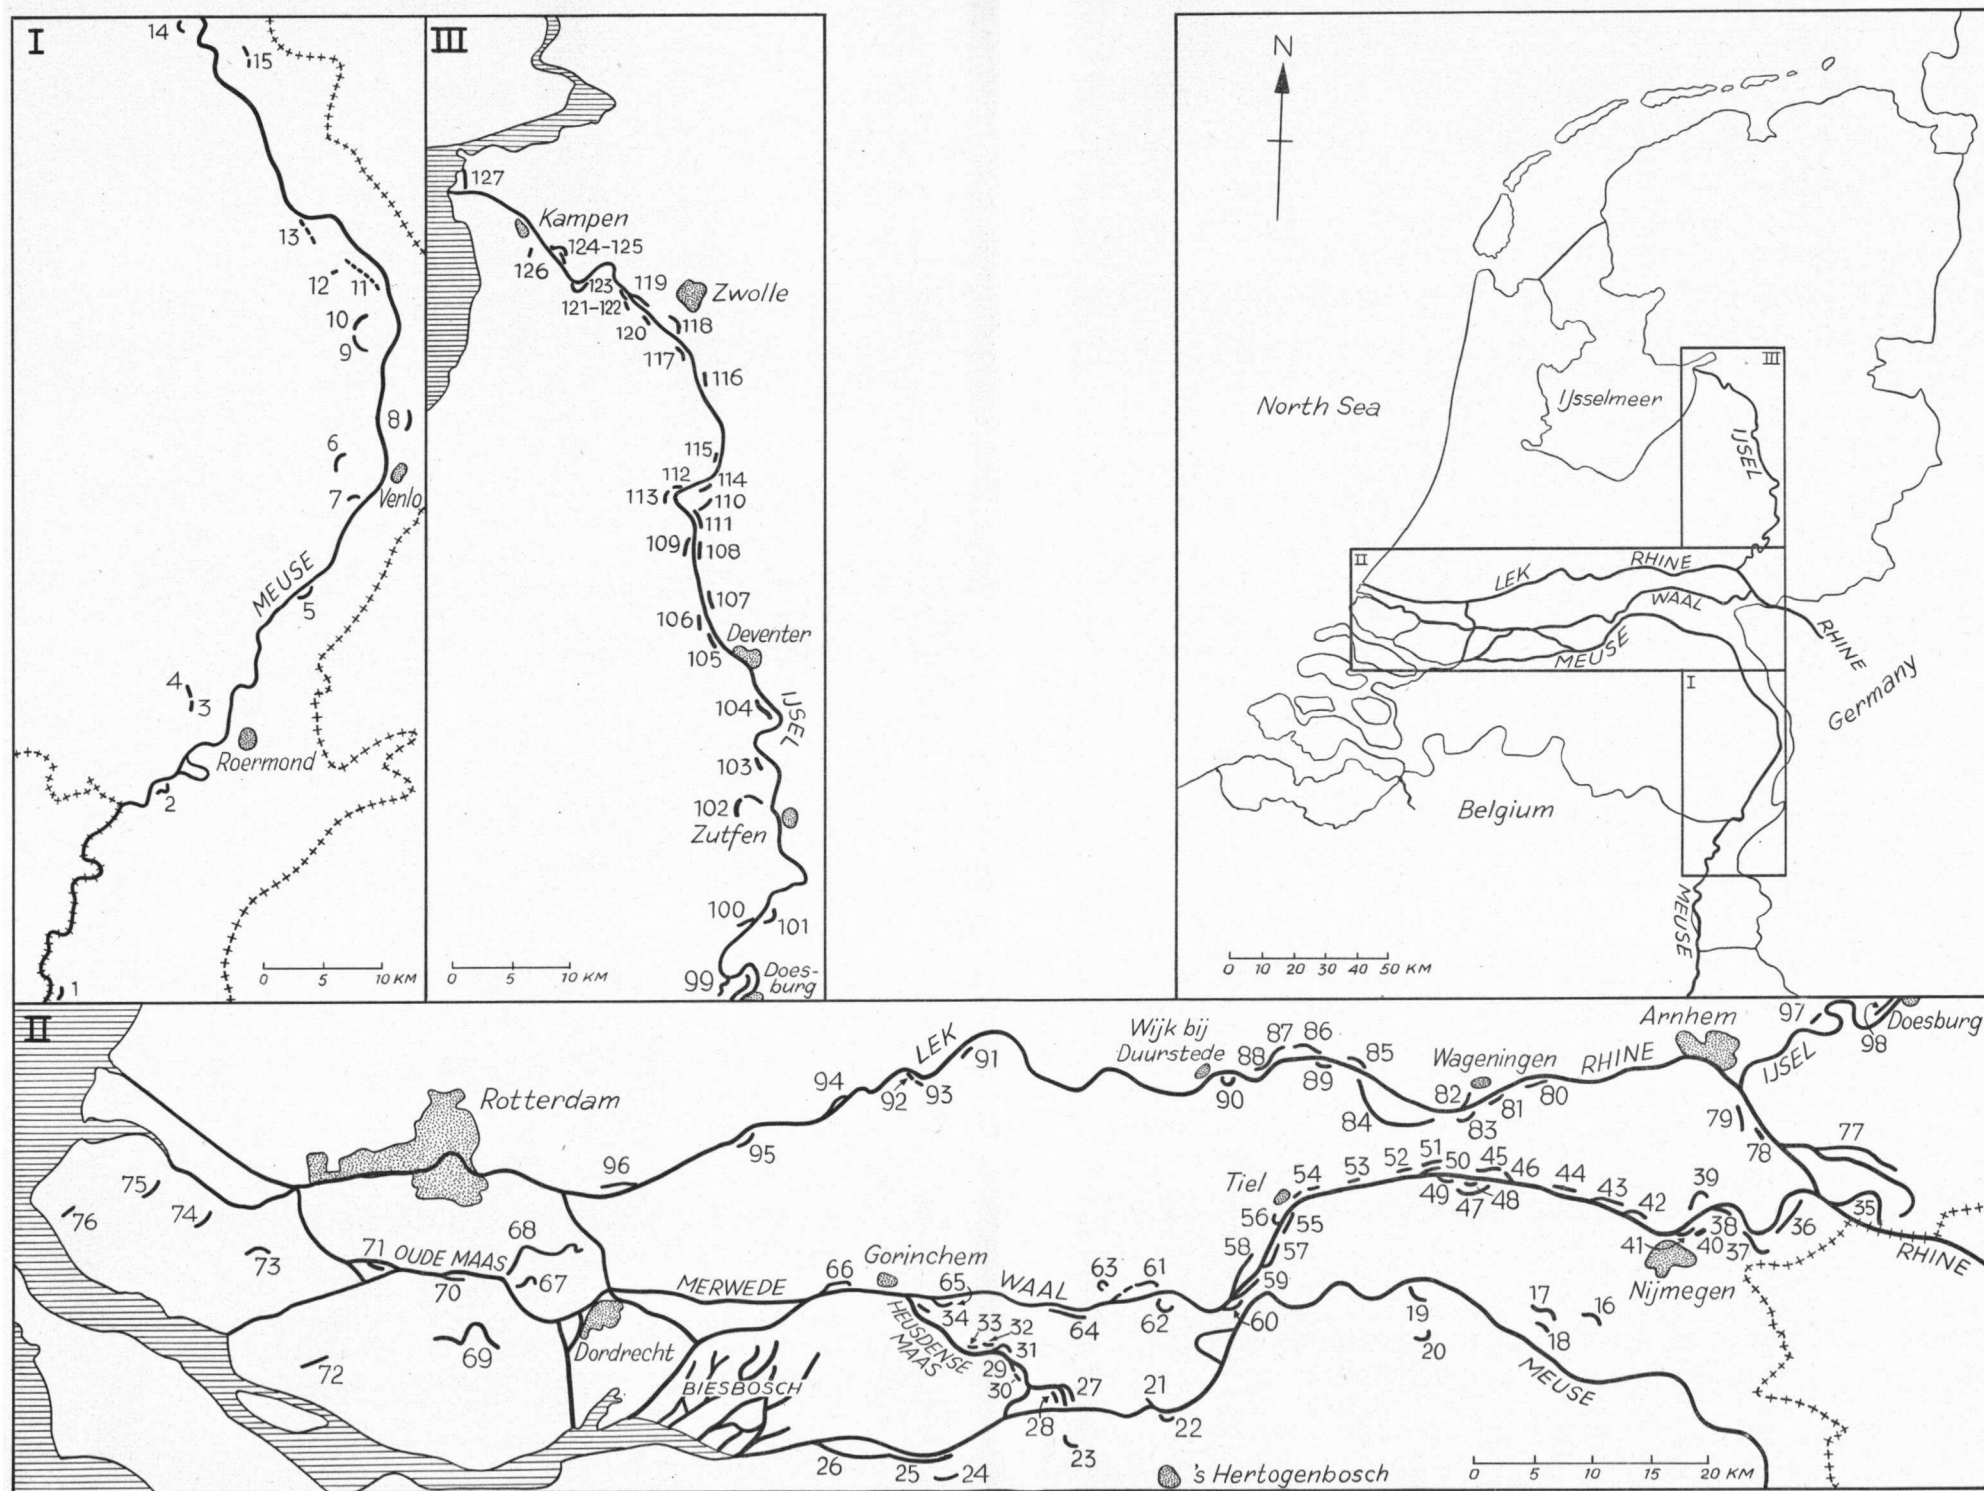 I
14
15
13
12
11
10
9
8
6
7
Venlo
MEUSE
5
4
3
Roermond
2
1
0 5 10 KM
III
127
Kampen
124-125
126
123
121-122
119
Zwolle
120
118
117
116
115
112
114
113
110
111
109
108
107
106
Deventer
105
104
IJSEL
103
102
Zutfen
100
101
99
Does-
burg
0 5 10 KM
N
North Sea
IJsselmeer
III
IJSEL
II
LEK
RHINE
WAAL
MEUSE
RHINE
I
Germany
Belgium
MEUSE
0 10 20 30 40 50 KM
II
Rotterdam
LEK
91
94
92
93
95
96
Wijk bij
Duurstede
88
87
86
85
89
90
Wageningen
82
81
80
83
84
RHINE
Arnhem
IJSEL
97
98
Doesburg
79
78
77
75
74
76
73
71
OUDE MAAS
68
67
70
69
72
MERWEDE
66
Gorinchem
65
WAAL
63
61
62
64
34
33
32
31
29
30
HEUSDENSE
MAAS
Dordrecht
BIESBOSCH
27
28
26
25
24
23
21
22
Tiel
54
53
52
51
50
45
46
44
43
42
39
49
47
48
56
55
58
57
59
60
41
40
38
37
36
35
Nijmegen
RHINE
19
20
17
18
16
MEUSE
's Hertogenbosch
0 5 10 15 20 KM